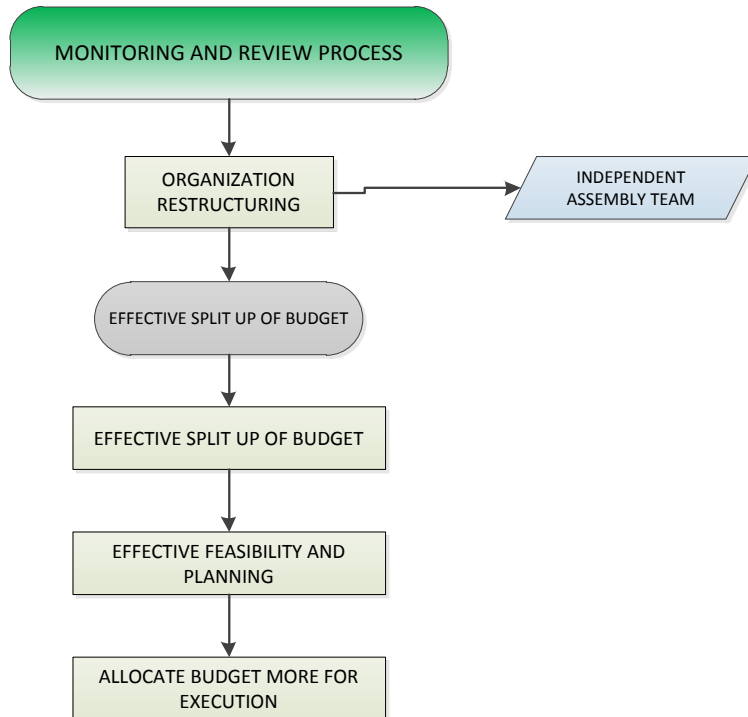 MONITORING AND REVIEW PROCESS
ORGANIZATION
RESTRUCTURING
INDEPENDENT
ASSEMBLY TEAM
EFFECTIVE SPLIT UP OF BUDGET
EFFECTIVE SPLIT UP OF BUDGET
EFFECTIVE FEASIBILITY AND
PLANNING
ALLOCATE BUDGET MORE FOR
EXECUTION